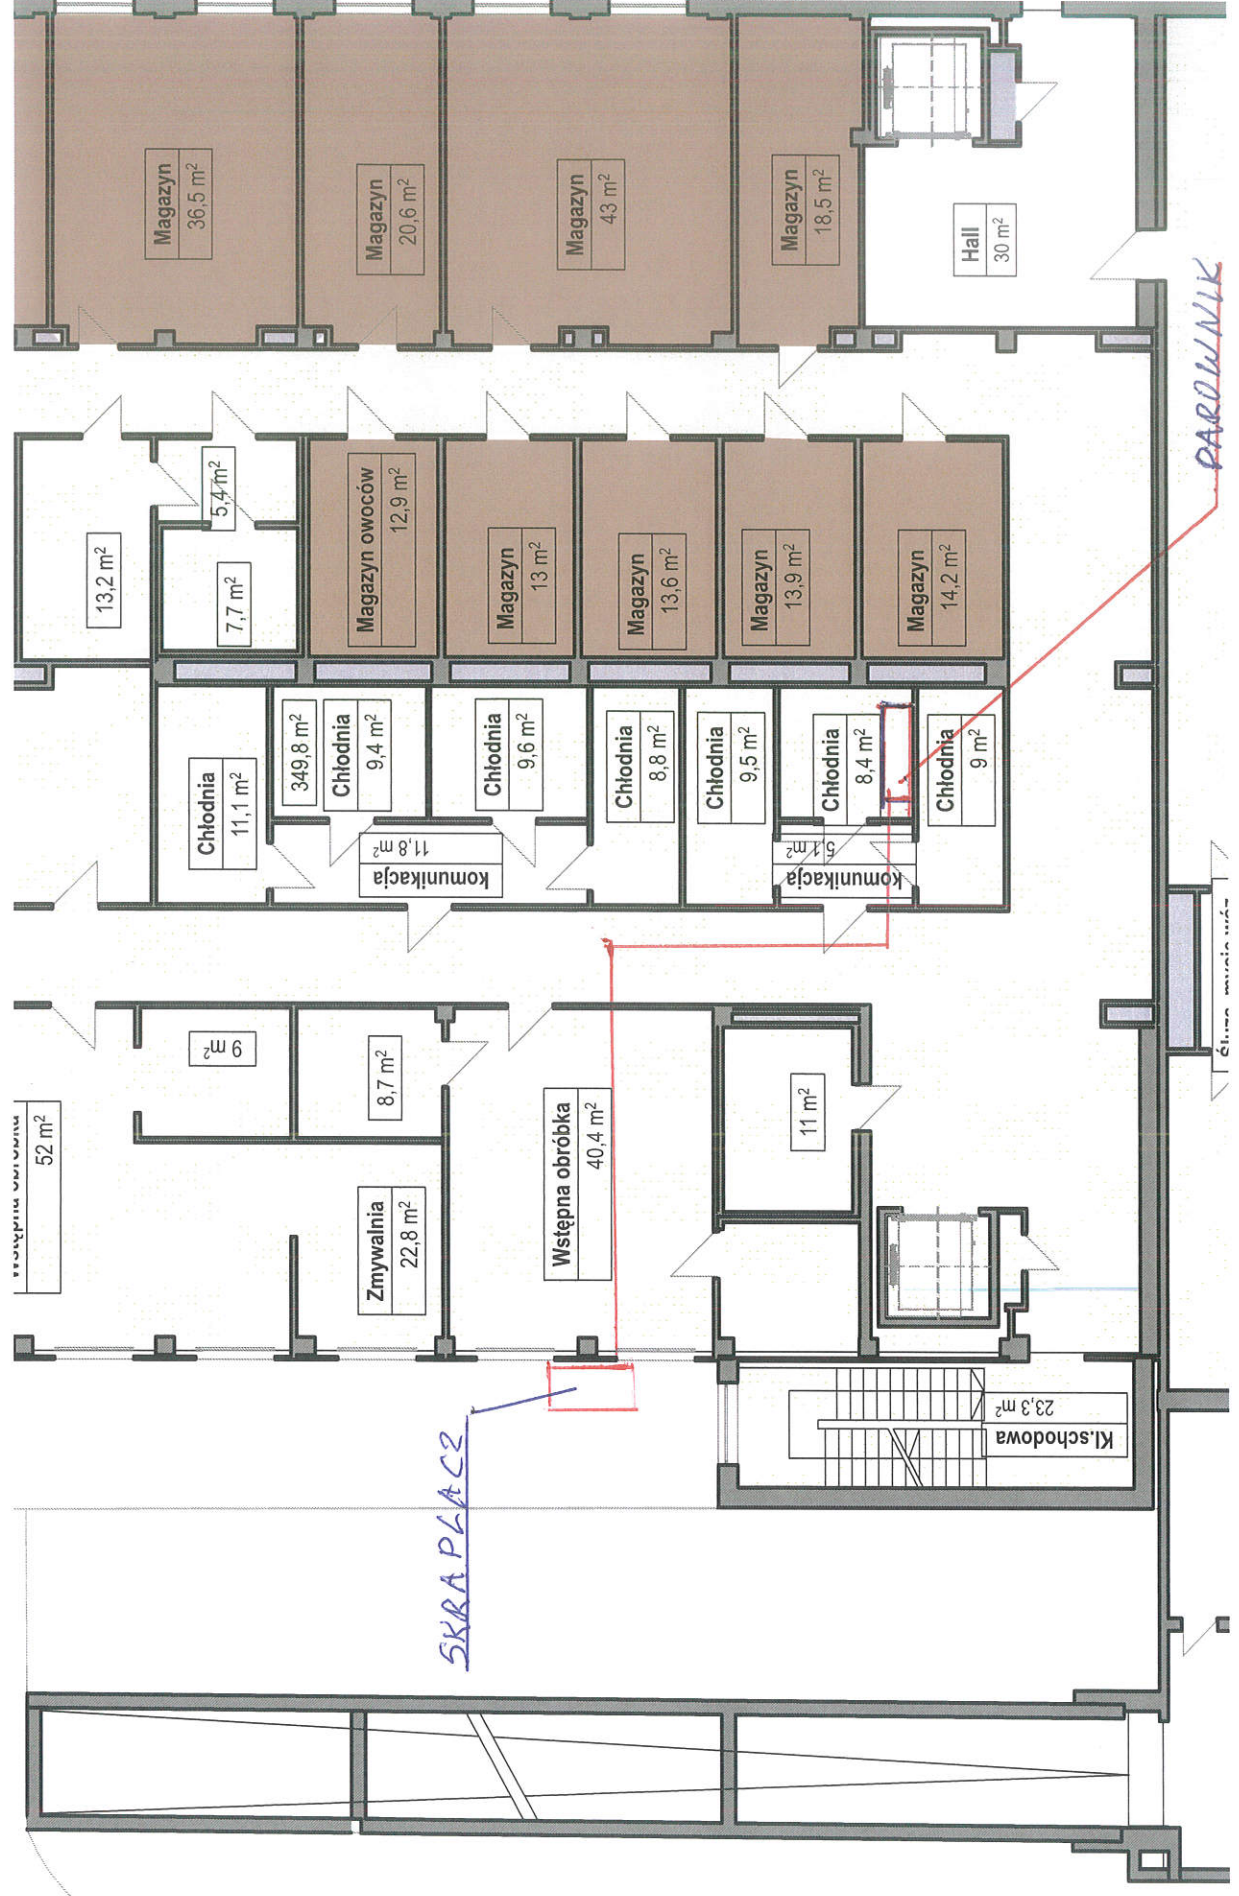 Magazyn
36,5 m²
Magazyn
20,6 m²
Magazyn
43 m²
Magazyn
18,5 m²
Hall
30 m²
PAROWNIK
13,2 m²
5,4 m²
7,7 m²
Magazyn owoców
12,9 m²
Magazyn
13 m²
Magazyn
13,6 m²
Magazyn
13,9 m²
Magazyn
14,2 m²
Chłodnia
11,1 m²
349,8 m²
Chłodnia
9,4 m²
Chłodnia
9,6 m²
Chłodnia
8,8 m²
Chłodnia
9,5 m²
Chłodnia
8,4 m²
Chłodnia
9 m²
komunikacja
11,8 m²
komunikacja
5,1 m²
9 m²
8,7 m²
52 m²
Zmywalnia
22,8 m²
Wstępna obróbka
40,4 m²
11 m²
Kl.schodowa
23,3 m²
SKRAPLACZ